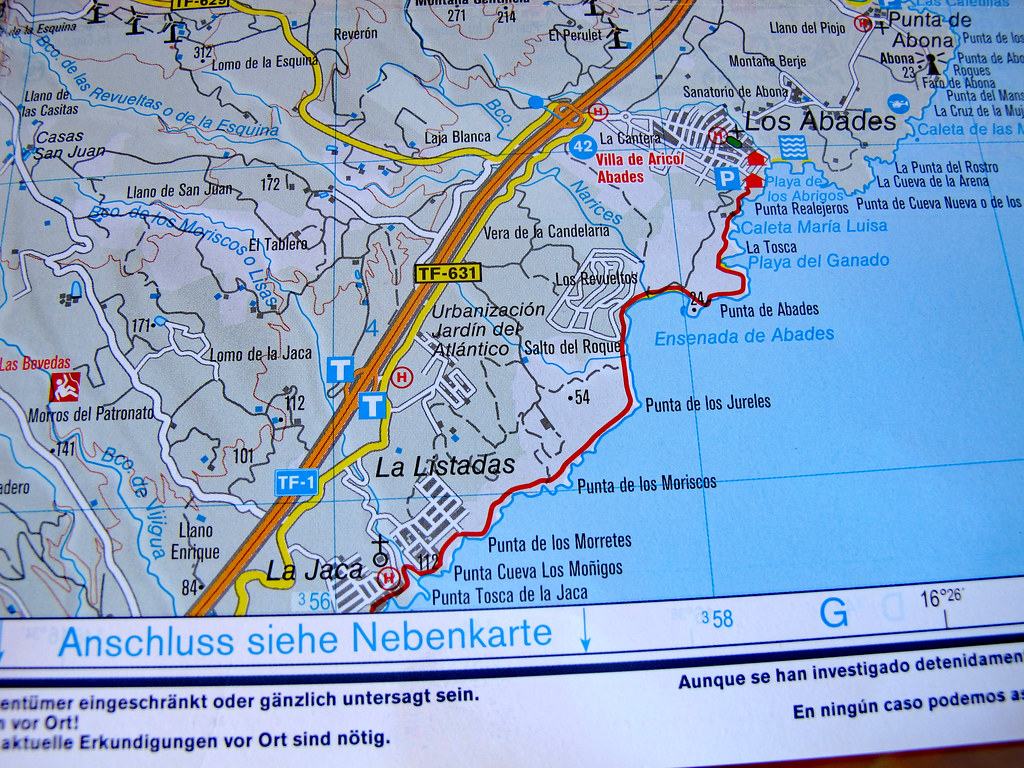 TF-629
Montaña Centinela
271
214
de la Esquina
Reverón
El Perulet
Llano del Piojo
Las Caletillas
Punta de
Abona
Punta de los
312
Lomo de la Esquina
Bco. de las Revueltas o de la Esquina
Montaña Berje
Abona
23
Punta de Abo
Roques
Faro de Abona
Sanatorio de Abona
Punta del Mans
La Cruz de la Muj
Caleta de las M
Llano de
las Casitas
Casas
San Juan
Bco.
Laja Blanca
La Cantera
Los Abades
42
Villa de Arico/
Abades
P
La Punta del Rostro
La Cueva de la Arena
Playa de
los Abrigos
Punta de Cueva Nueva o de los
Punta Realejeros
172
Llano de San Juan
Narices
Caleta María Luisa
La Tosca
Playa del Ganado
Bco. de los Moriscos o Lisas
El Tablero
Vera de la Candelaria
TF-631
Los Revueltos
24
Punta de Abades
Ensenada de Abades
Urbanización
Jardín del
Atlántico
Salto del Roque
171
4
Lomo de la Jaca
T
H
T
Las Bovedas
Morros del Patronato
112
54
Punta de los Jureles
141
101
Bco. de Vijigua
La Listadas
TF-1
Punta de los Moriscos
adero
Llano
Enrique
84
Punta de los Morretes
La Jaca
H
112
Punta Cueva Los Moñigos
Punta Tosca de la Jaca
356
358
G
16°26'
Anschluss siehe Nebenkarte
entümer eingeschränkt oder gänzlich untersagt sein.
n vor Ort!
aktuelle Erkundigungen vor Ort sind nötig.
Aunque se han investigado detenidamen
En ningún caso podemos as